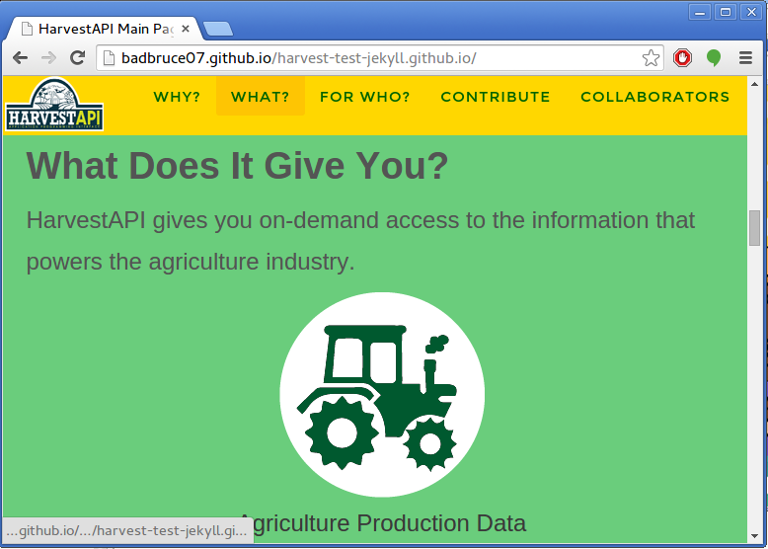 HarvestAPI Main Pa
badbruce07.github.io/harvest-test-jekyll.github.io/
HARVESTAPI
WHY?
WHAT?
FOR WHO?
CONTRIBUTE
COLLABORATORS
What Does It Give You?
HarvestAPI gives you on-demand access to the information that
powers the agriculture industry.
Agriculture Production Data
...github.io/.../harvest-test-jekyll.gi...